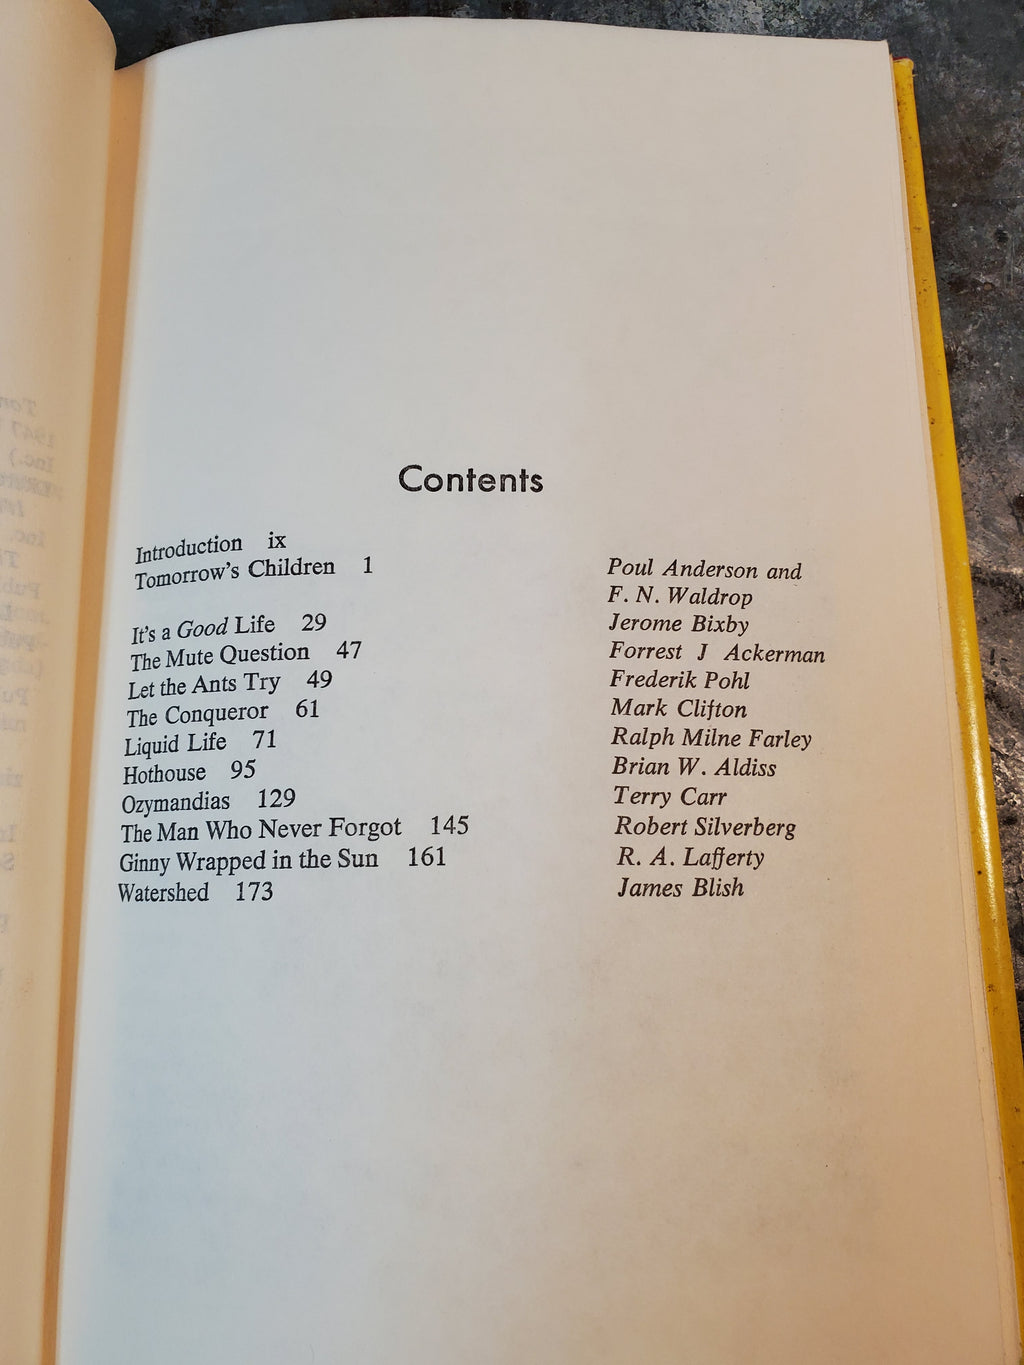 Contents
Introduction ix
Tomorrow's Children 1 Poul Anderson and
F. N. Waldrop
It's a Good Life 29 Jerome Bixby
The Mute Question 47 Forrest J Ackerman
Let the Ants Try 49 Frederik Pohl
The Conqueror 61 Mark Clifton
Liquid Life 71 Ralph Milne Farley
Hothouse 95 Brian W. Aldiss
Ozymandias 129 Terry Carr
The Man Who Never Forgot 145 Robert Silverberg
Ginny Wrapped in the Sun 161 R. A. Lafferty
Watershed 173 James Blish